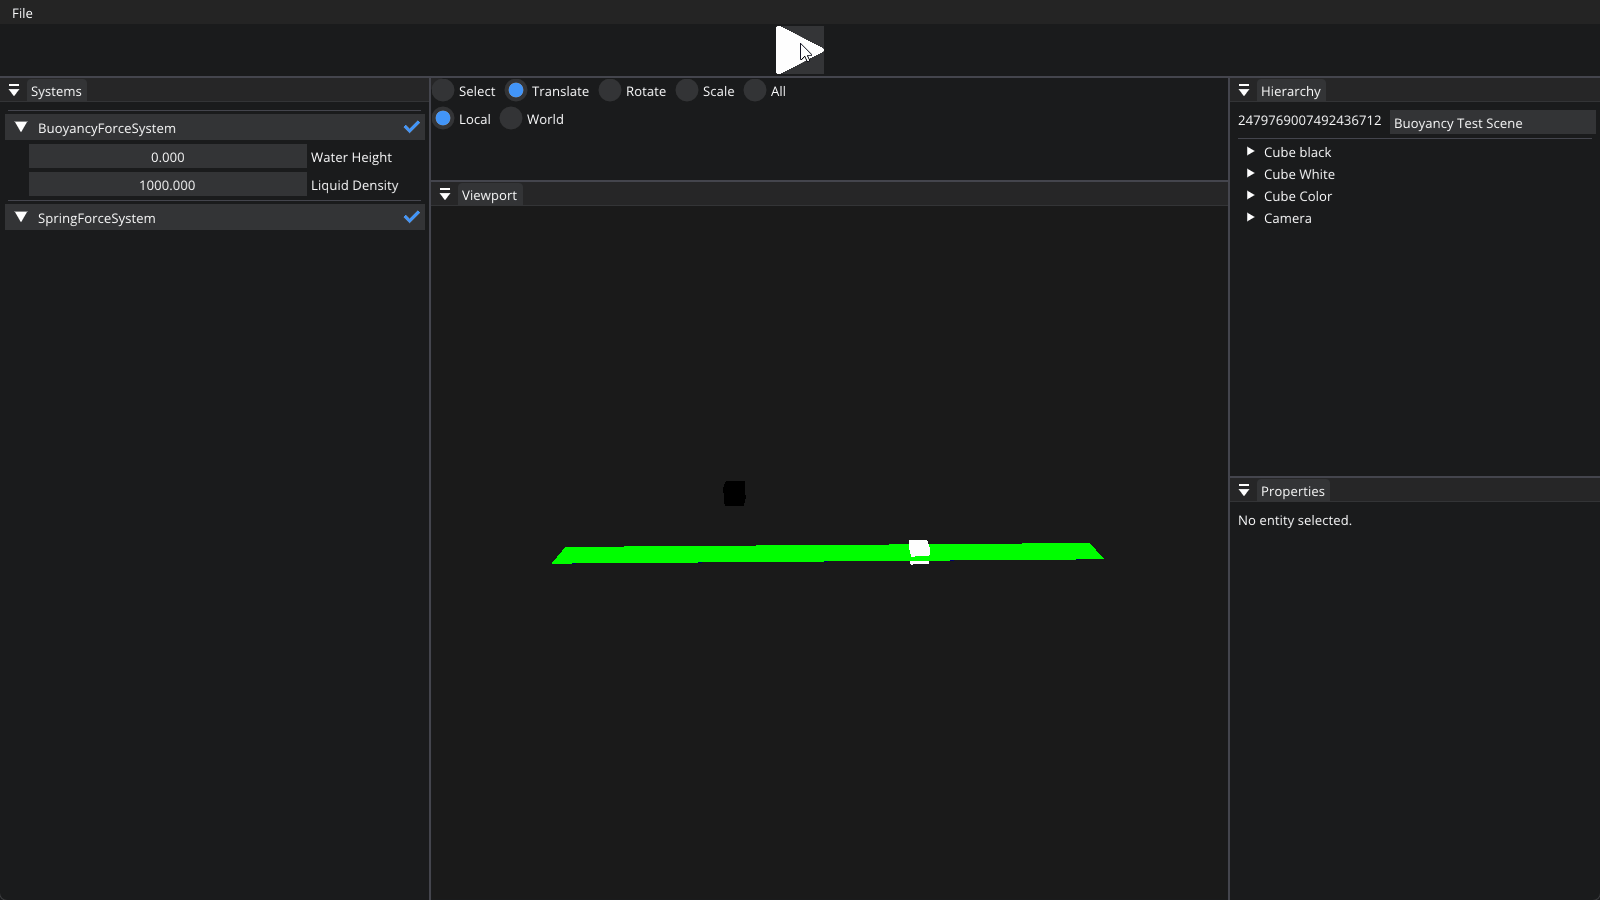 File
Systems
BuoyancyForceSystem
0.000 Water Height
1000.000 Liquid Density
SpringForceSystem
Select Translate Rotate Scale All
Local World
Viewport
Hierarchy
2479769007492436712 Buoyancy Test Scene
Cube black
Cube White
Cube Color
Camera
Properties
No entity selected.